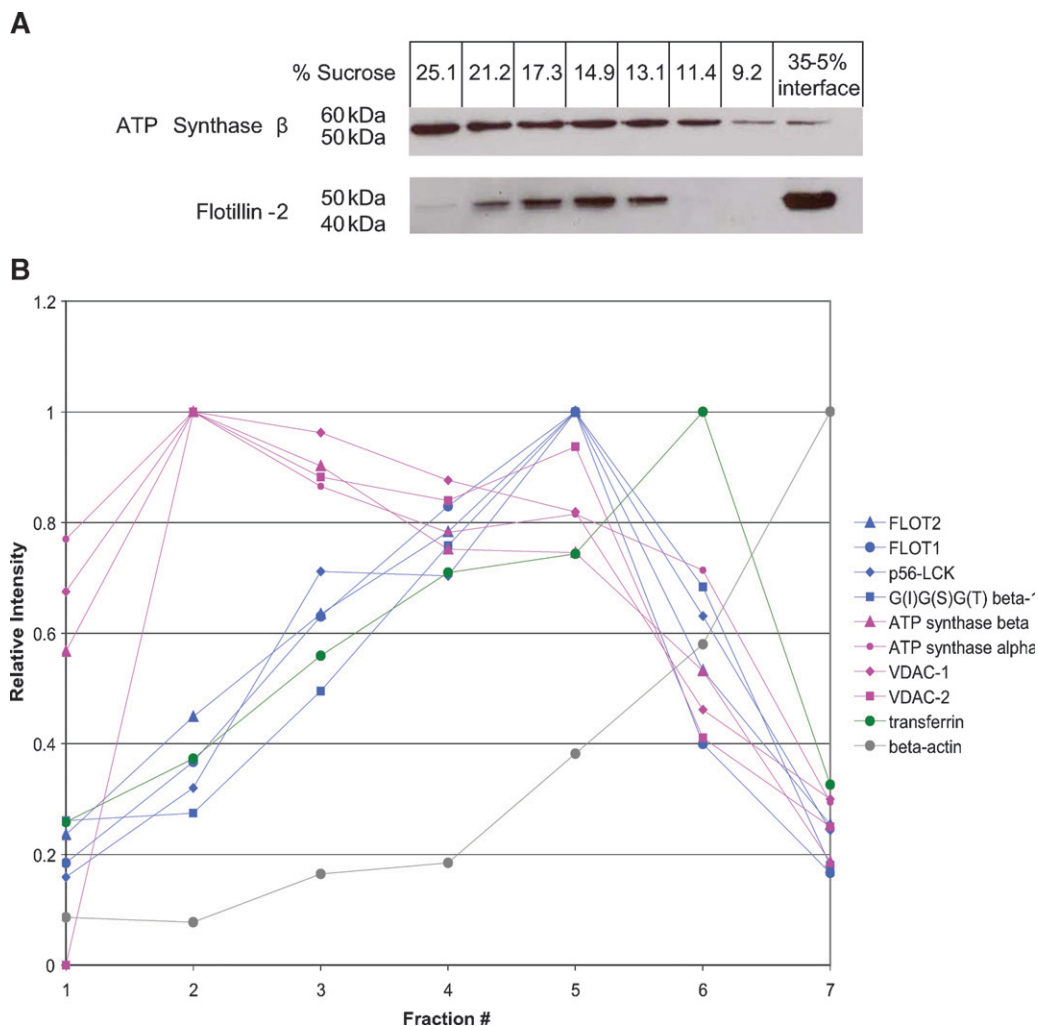 A
% Sucrose 25.1 21.2 17.3 14.9 13.1 11.4 9.2 35-5% interface
ATP Synthase β 60 kDa 50 kDa
Flotillin -2 50 kDa 40 kDa
B
1.2
1
0.8
0.6
0.4
0.2
0
Relative Intensity
1 2 3 4 5 6 7
Fraction #
FLOT2
FLOT1
p56-LCK
G(I)G(S)G(T) beta-1
ATP synthase beta
ATP synthase alpha
VDAC-1
VDAC-2
transferrin
beta-actin